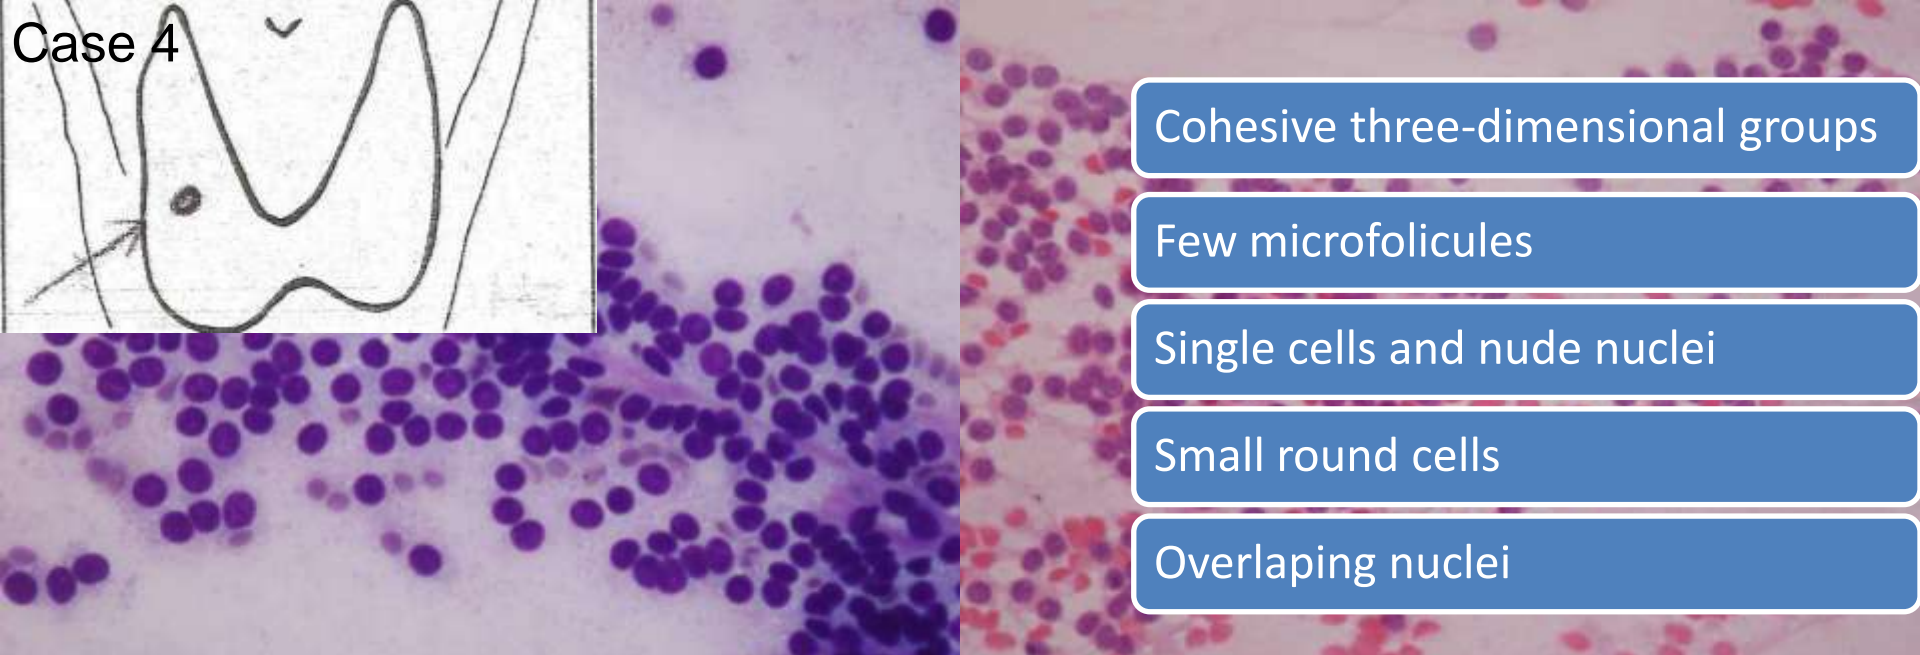 Case 4
Cohesive three-dimensional groups
Few microfolicules
Single cells and nude nuclei
Small round cells
Overlaping nuclei